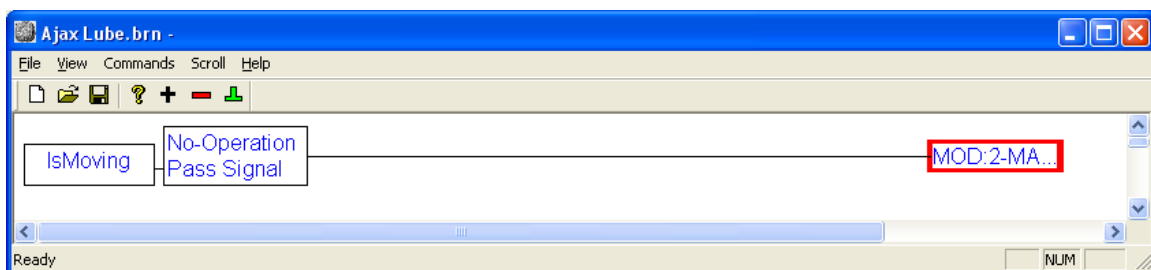 Ajax Lube.brn -
File View Commands Scroll Help
IsMoving
No-Operation
Pass Signal
MOD:2-MA...
Ready
NUM